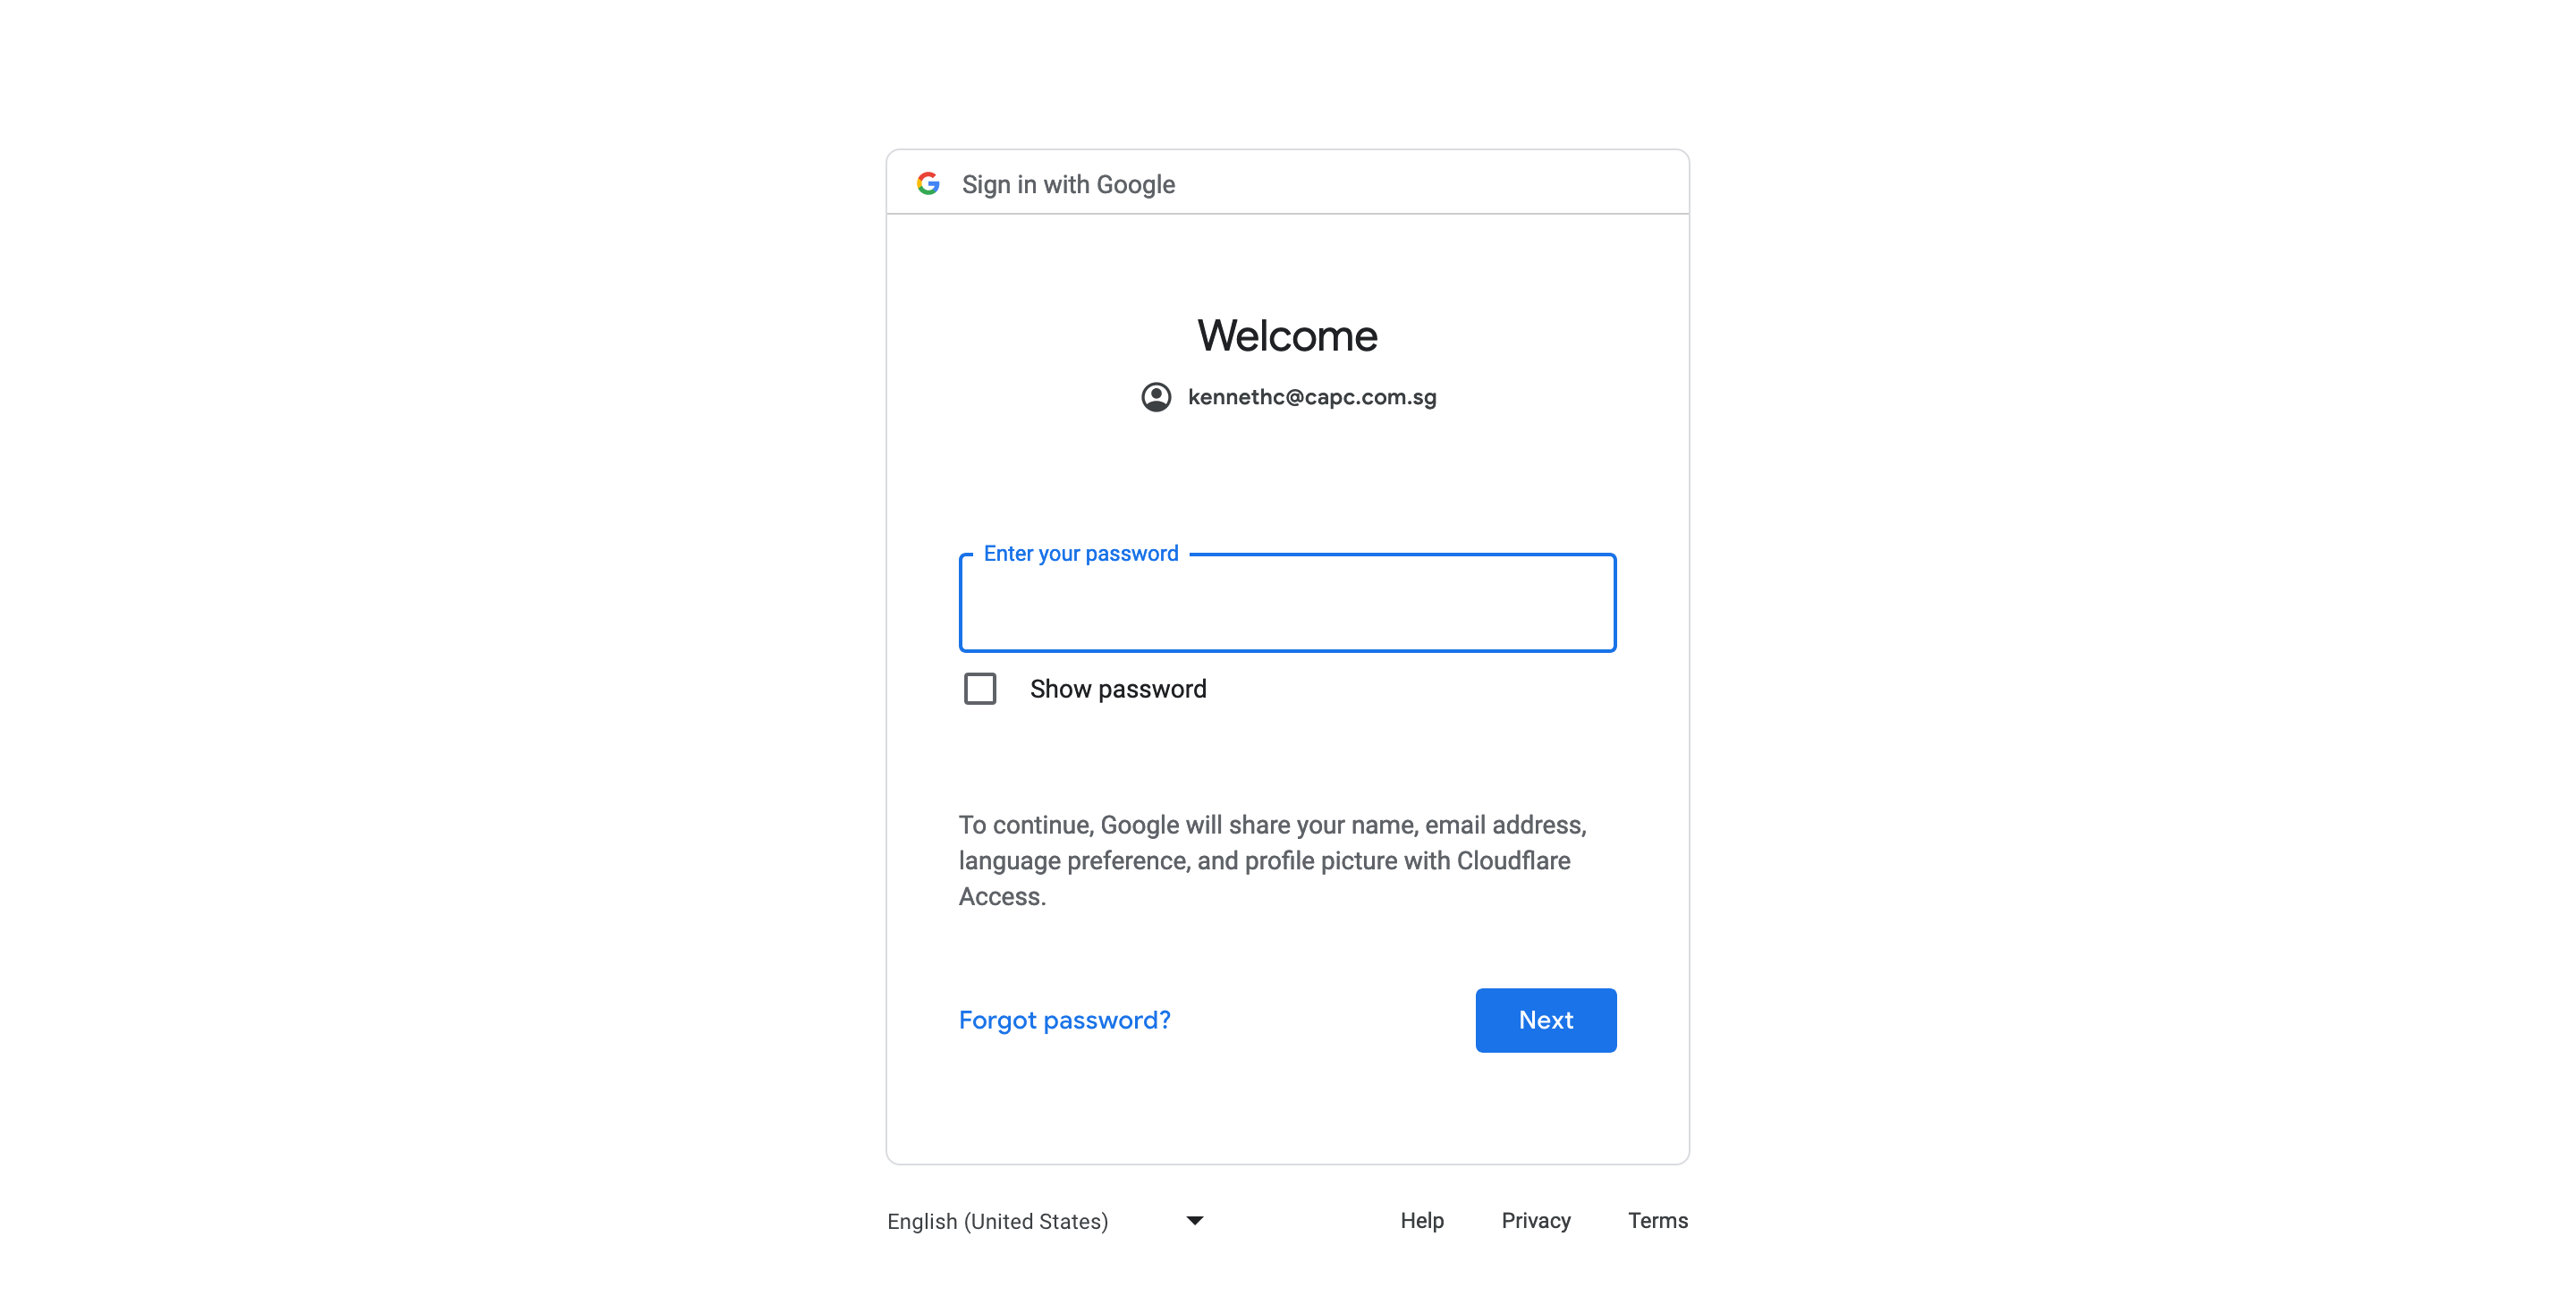 Sign in with Google
Welcome
kennethc@capc.com.sg
Enter your password
Show password
To continue, Google will share your name, email address,
language preference, and profile picture with Cloudflare
Access.
Forgot password?
Next
English (United States)
Help Privacy Terms